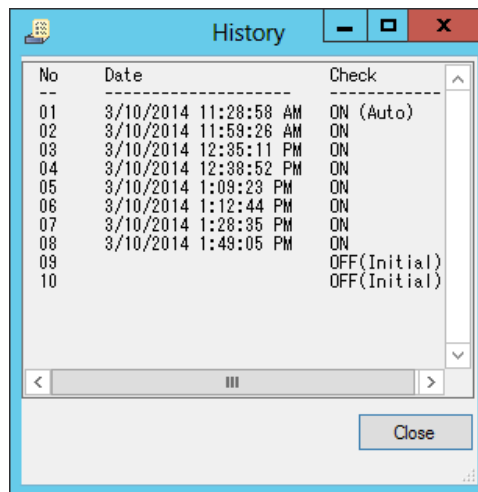 History
No Date Check
-- -------------------- ------------
01 3/10/2014 11:28:58 AM ON (Auto)
02 3/10/2014 11:59:26 AM ON
03 3/10/2014 12:35:11 PM ON
04 3/10/2014 12:38:52 PM ON
05 3/10/2014 1:09:23 PM ON
06 3/10/2014 1:12:44 PM ON
07 3/10/2014 1:28:35 PM ON
08 3/10/2014 1:49:05 PM ON
09 OFF(Initial)
10 OFF(Initial)
Close